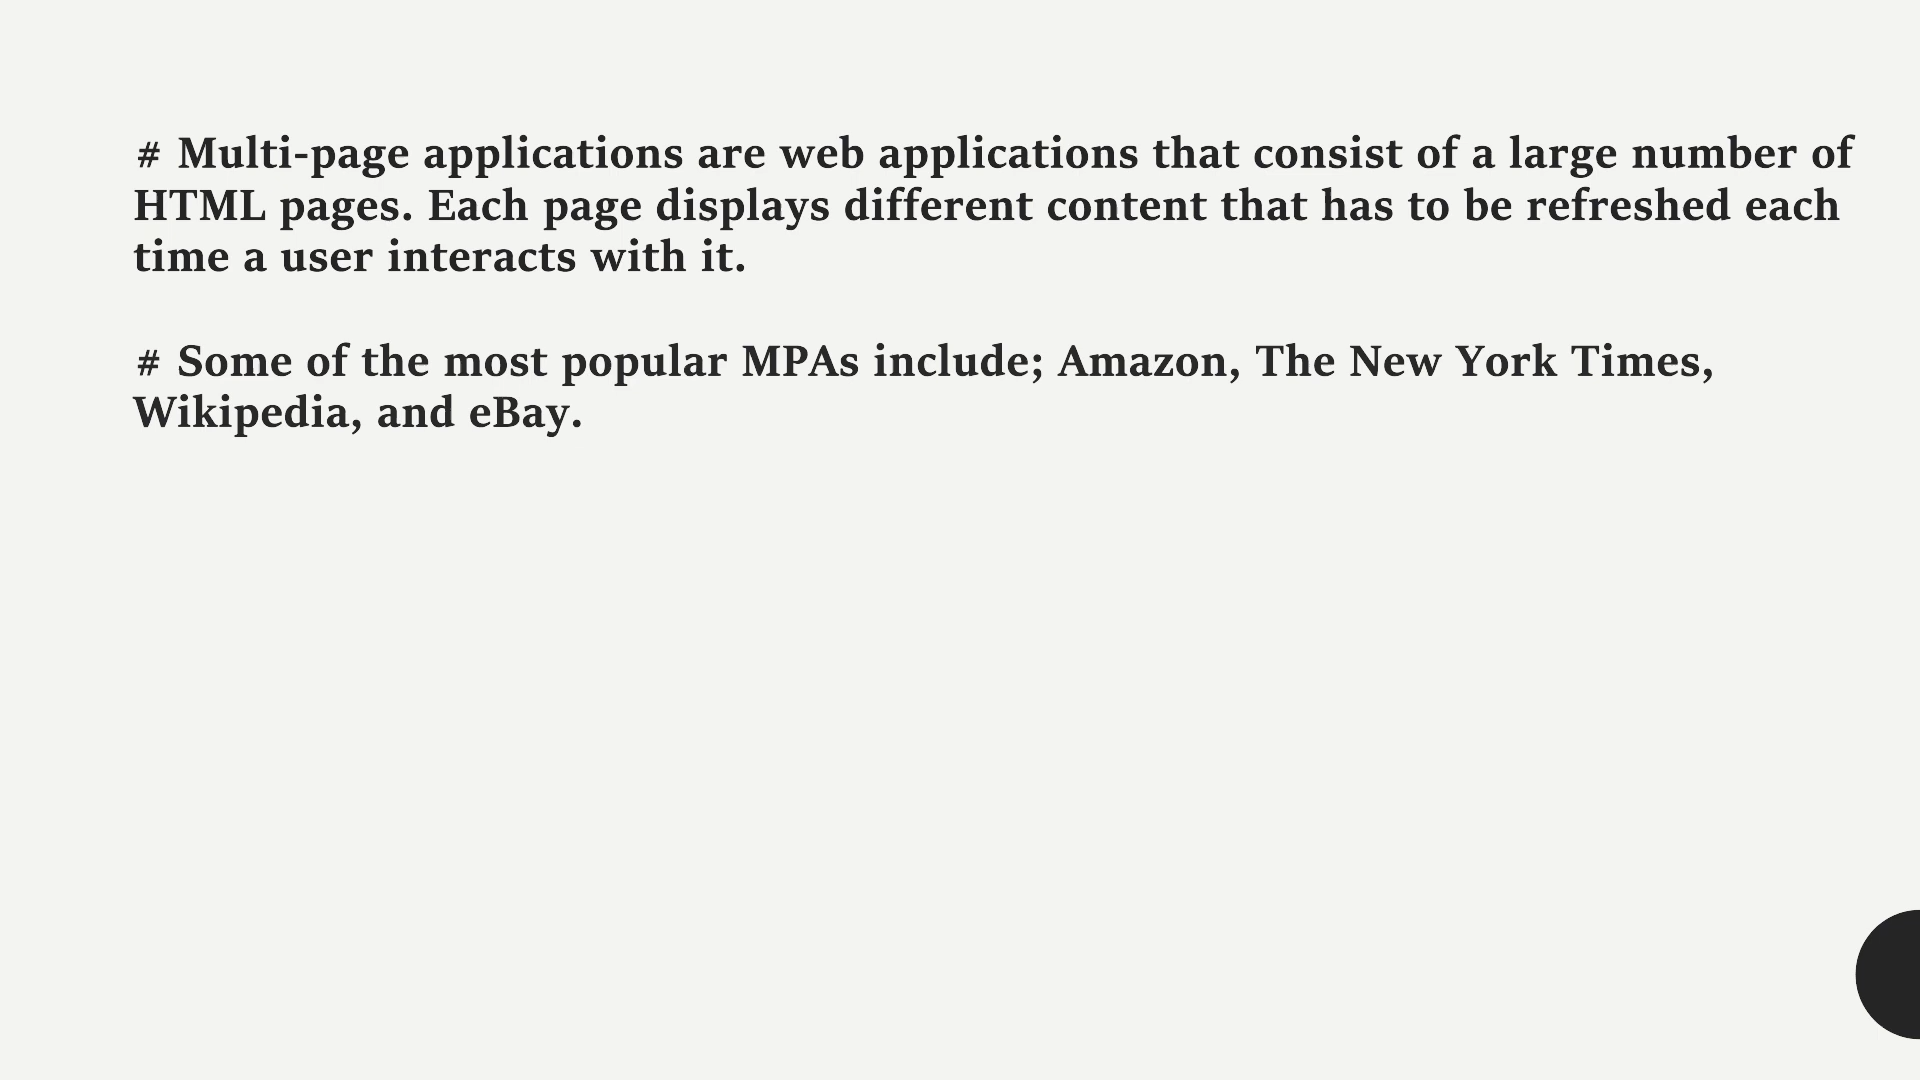 # Multi-page applications are web applications that consist of a large number of
HTML pages. Each page displays different content that has to be refreshed each
time a user interacts with it.
# Some of the most popular MPAs include; Amazon, The New York Times,
Wikipedia, and eBay.